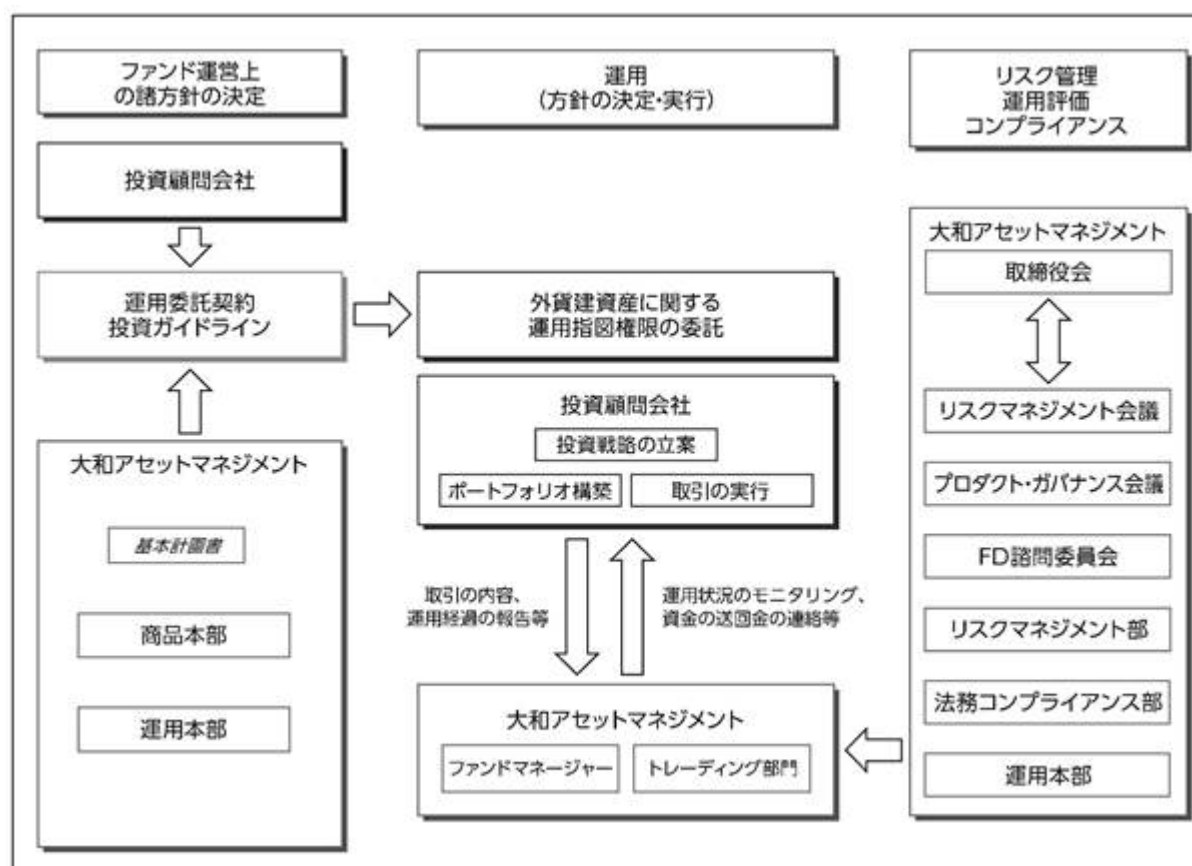 ファンド運営上
の諸方針の決定
投資顧問会社
運用委託契約
投資ガイドライン
大和アセットマネジメント
基本計画書
商品本部
運用本部
運用
(方針の決定・実行)
外貨建資産に関する
運用指図権限の委託
投資顧問会社
投資戦略の立案
ポートフォリオ構築
取引の実行
取引の内容、
運用経過の報告等
運用状況のモニタリング、
資金の送回金の連絡等
大和アセットマネジメント
ファンドマネージャー
トレーディング部門
リスク管理
運用評価
コンプライアンス
大和アセットマネジメント
取締役会
リスクマネジメント会議
プロダクト・ガバナンス会議
FD諮問委員会
リスクマネジメント部
法務コンプライアンス部
運用本部